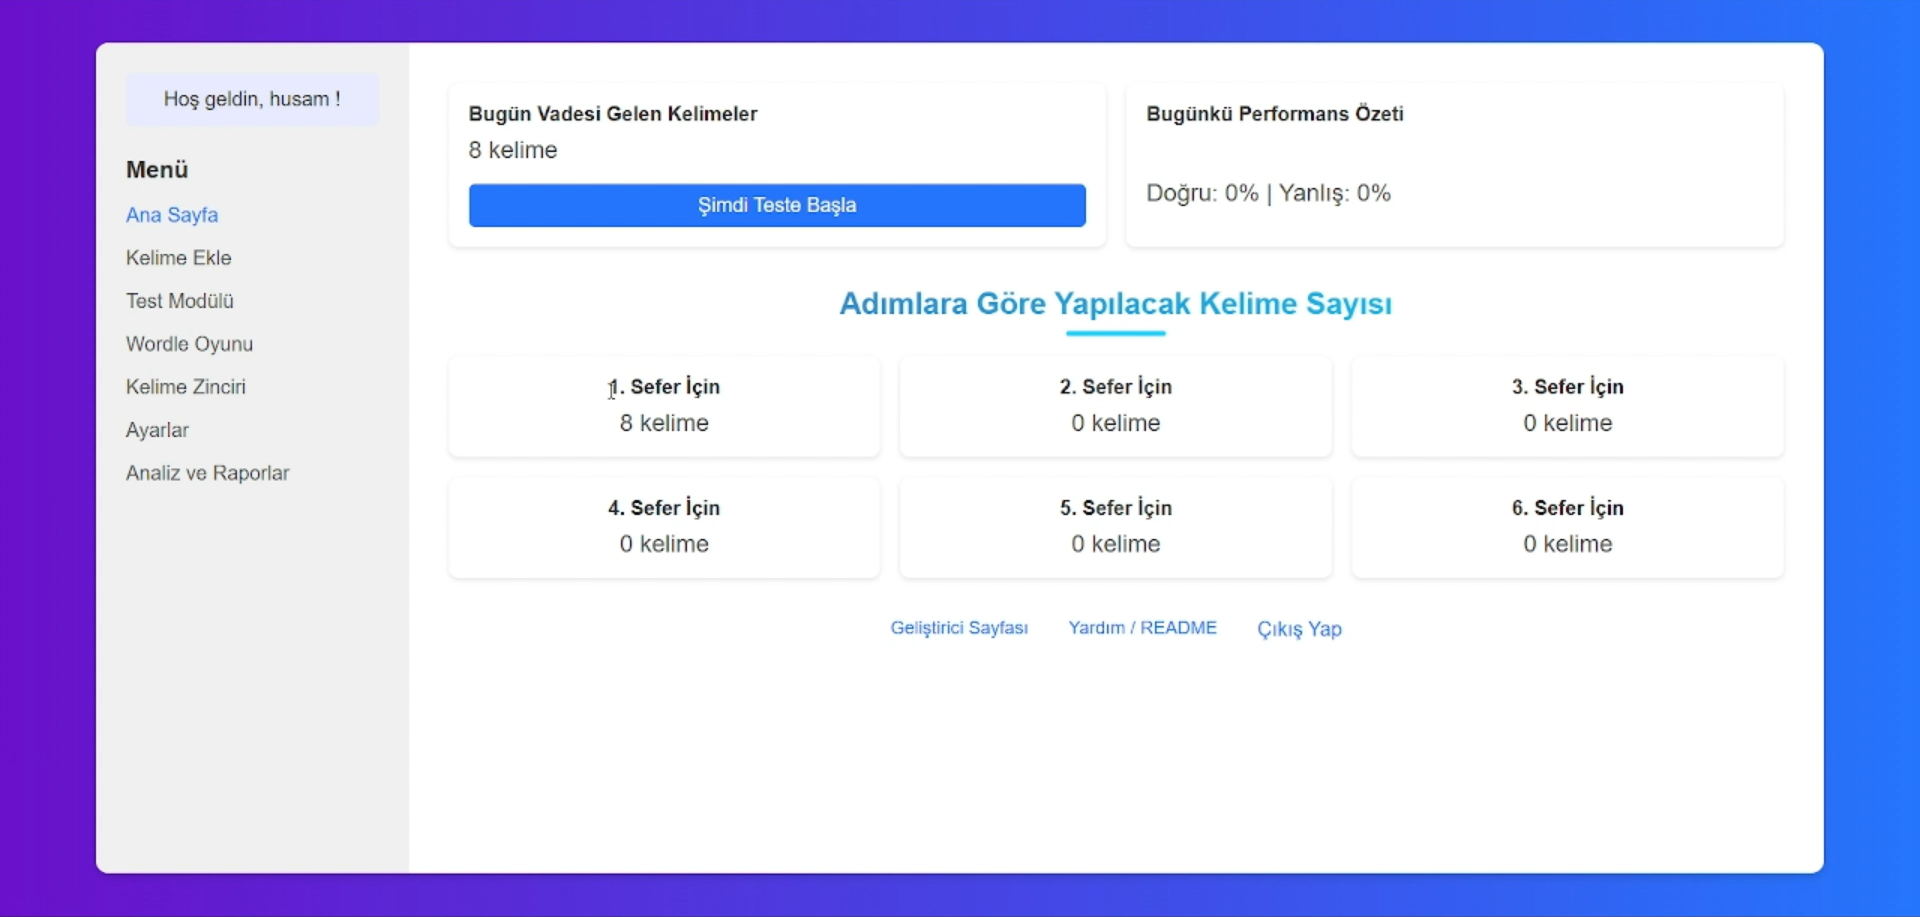 Hoş geldin, husam !
Menü
Ana Sayfa
Kelime Ekle
Test Modülü
Wordle Oyunu
Kelime Zinciri
Ayarlar
Analiz ve Raporlar
Bugün Vadesi Gelen Kelimeler
8 kelime
Şimdi Teste Başla
Bugünkü Performans Özeti
Doğru: 0% | Yanlış: 0%
Adımlara Göre Yapılacak Kelime Sayısı
1. Sefer İçin
8 kelime
2. Sefer İçin
0 kelime
3. Sefer İçin
0 kelime
4. Sefer İçin
0 kelime
5. Sefer İçin
0 kelime
6. Sefer İçin
0 kelime
Geliştirici Sayfası
Yardım / README
Çıkış Yap